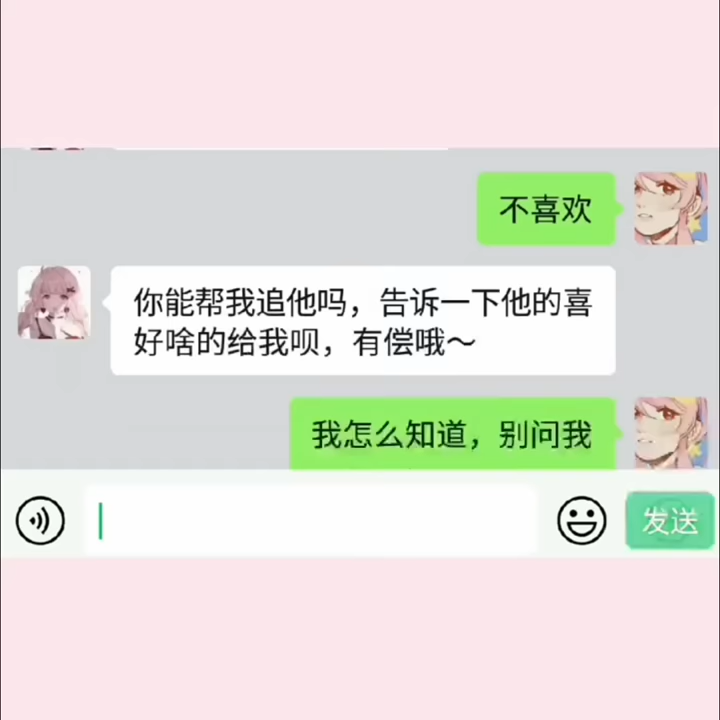 不喜欢
你能帮我追他吗，告诉一下他的喜
好啥的给我呗，有偿哦～
我怎么知道，别问我
发送